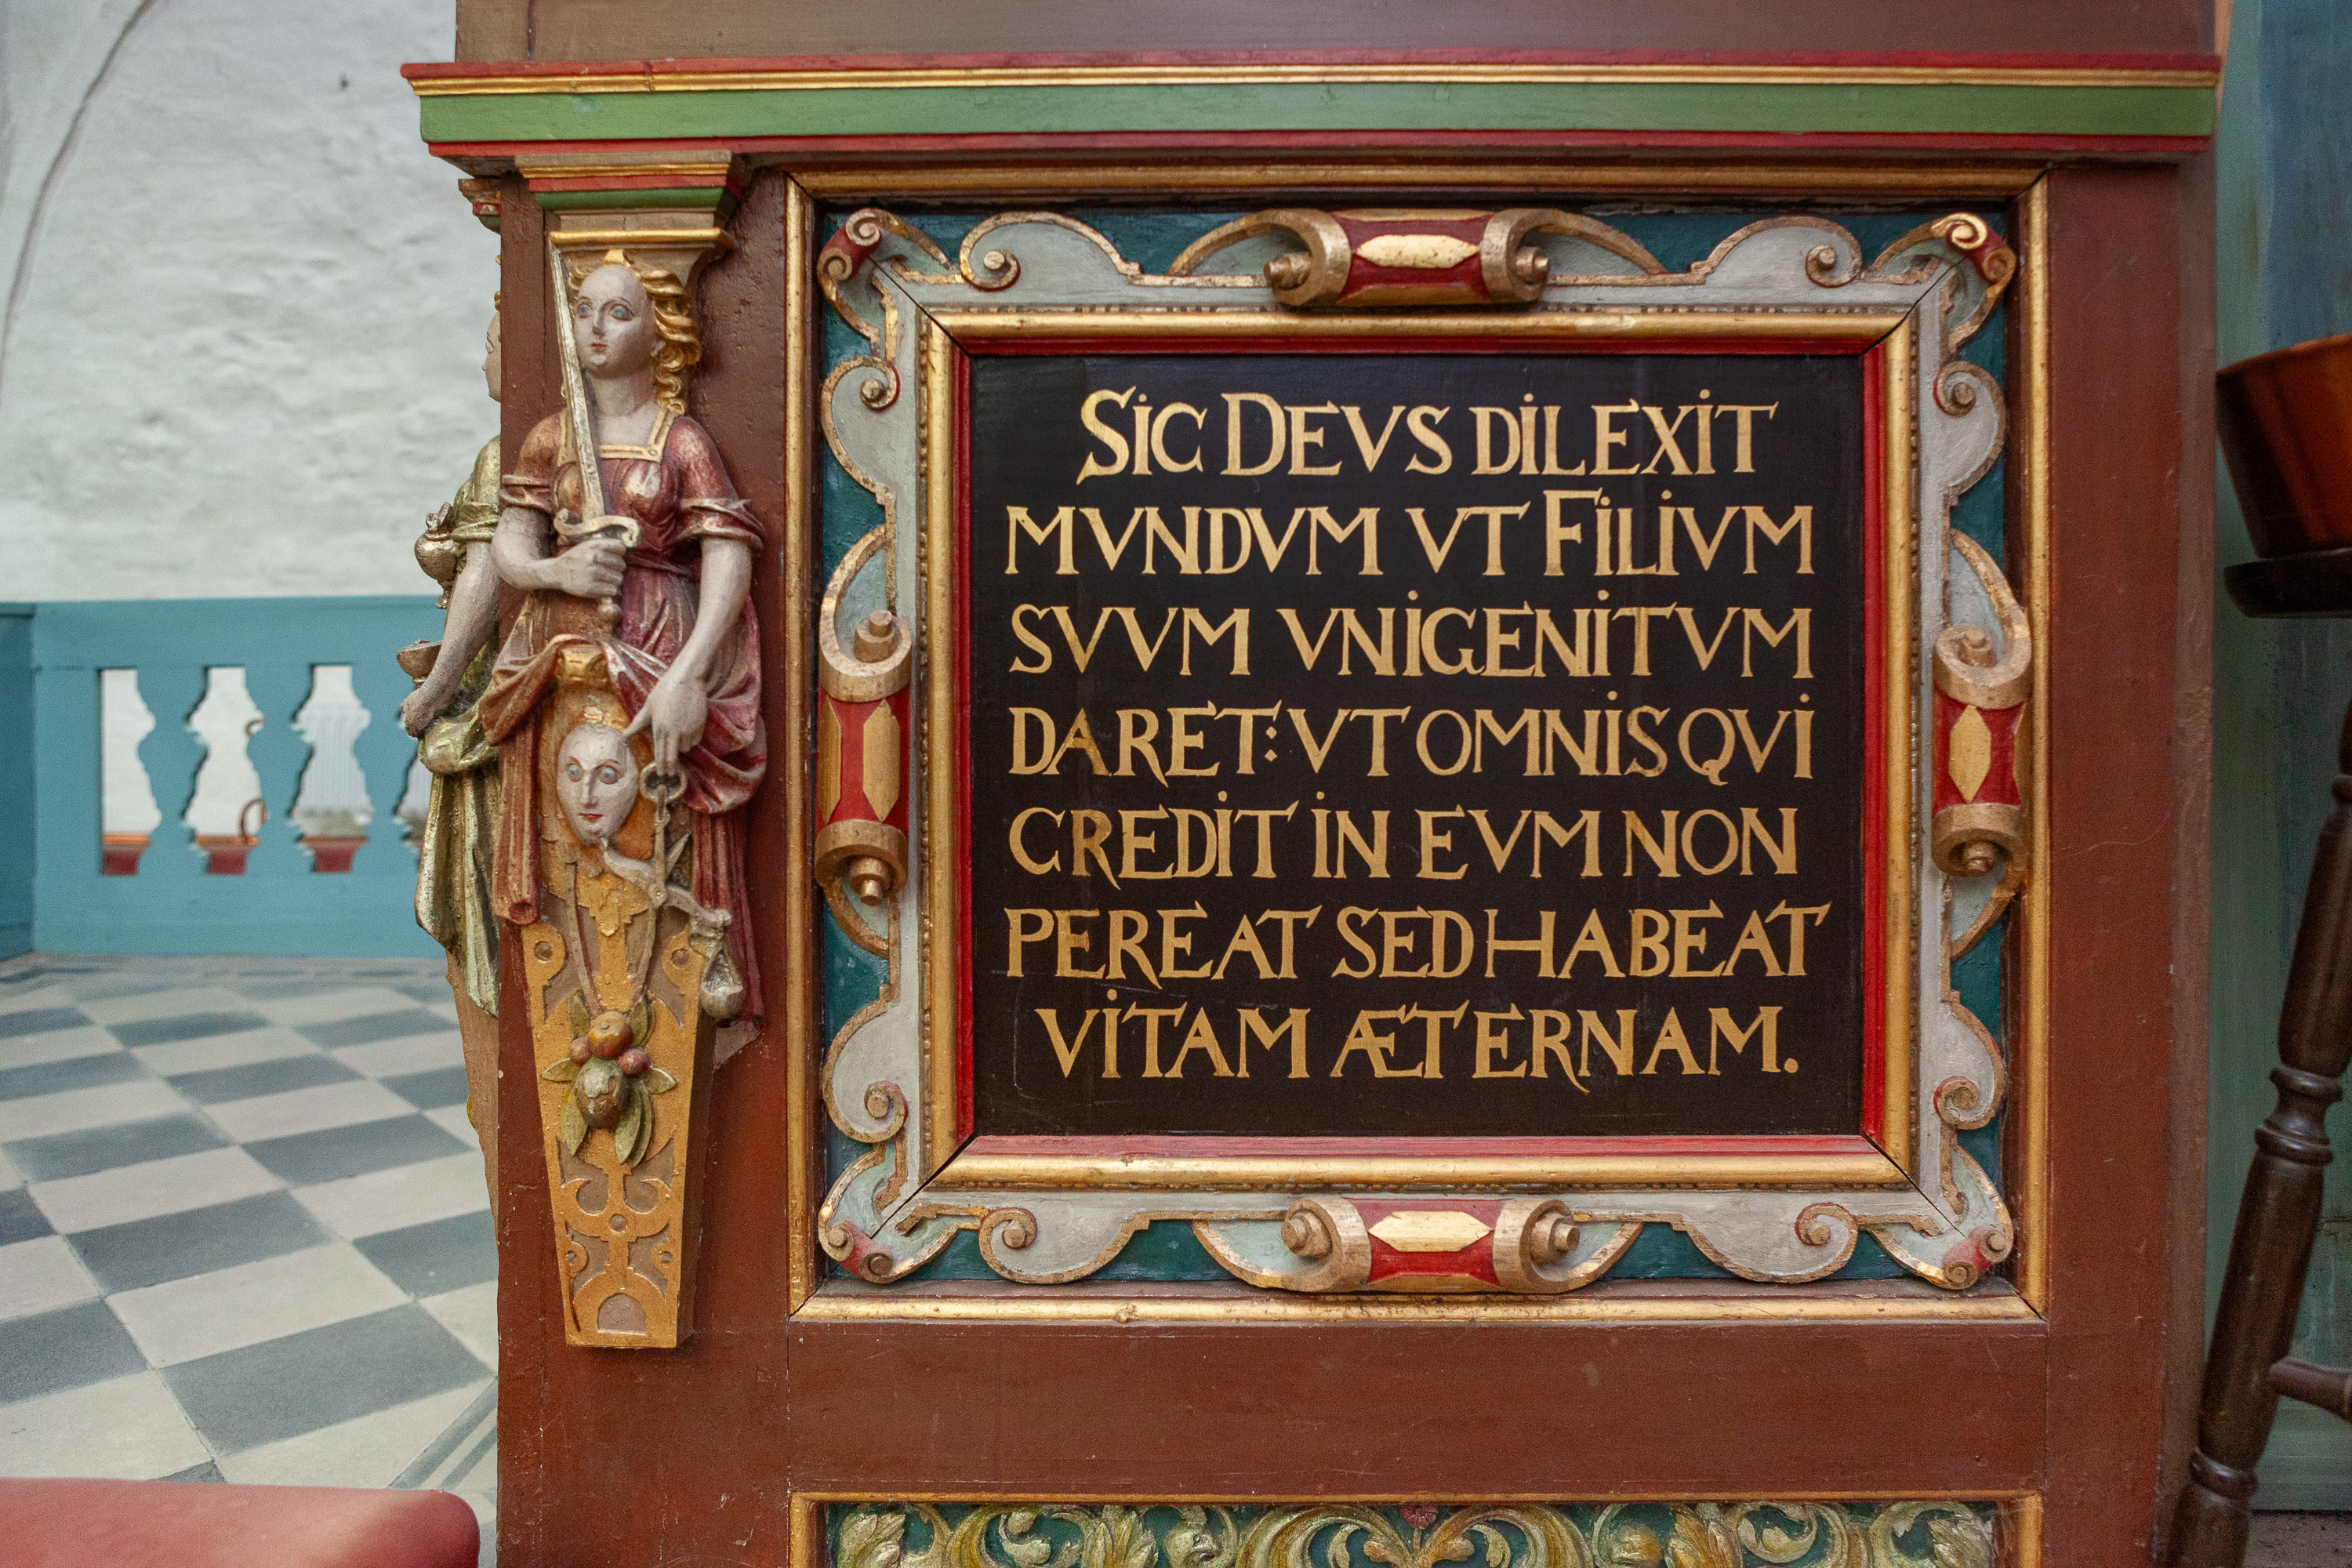 SiC DEVS DiLEXiT
MVNDVM VT FiLiVM
SVVM VNiGENiTVM
DARET: VT OMNiS QVi
CREDiT iN EVM NON
PEREAT SED HABEAT
ViTAM ÆTERNAM.